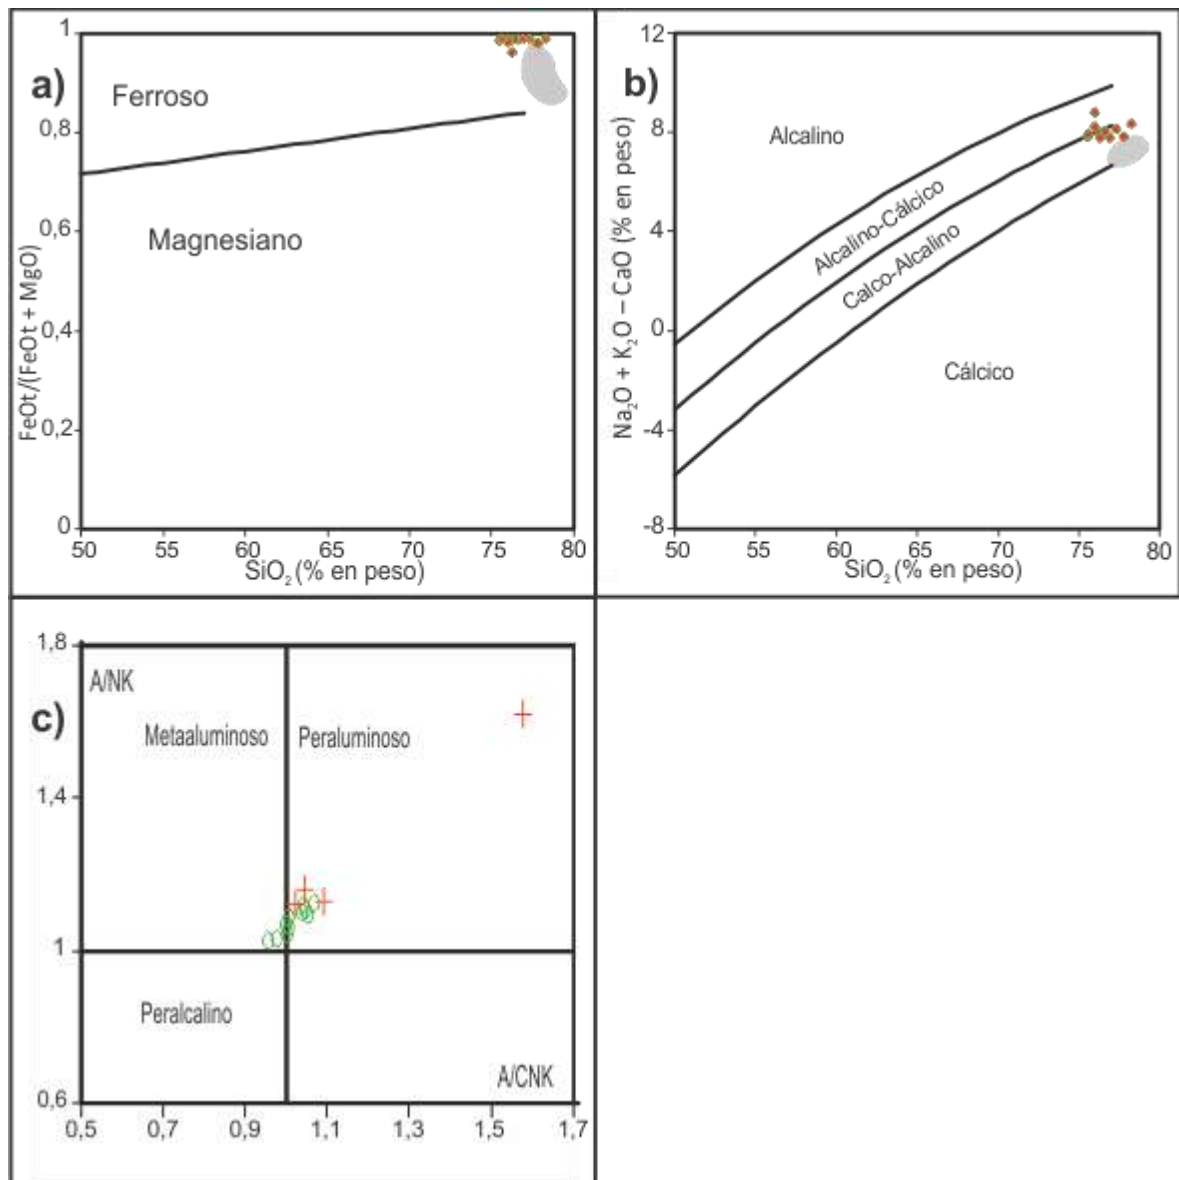 a)
FeOt/(FeOt + MgO)
1
0,8
0,6
0,4
0,2
0
Ferroso
Magnesiano
50 55 60 65 70 75 80
SiO₂ (% en peso)
b)
Na₂O + K₂O – CaO (% en peso)
12
8
4
0
-4
-8
Alcalino
Alcalino-Cálcico
Calco-Alcalino
Cálcico
50 55 60 65 70 75 80
SiO₂ (% en peso)
c)
1,8
1,4
1
0,6
A/NK
Metaaluminoso
Peraluminoso
Peralcalino
A/CNK
0,5 0,7 0,9 1,1 1,3 1,5 1,7